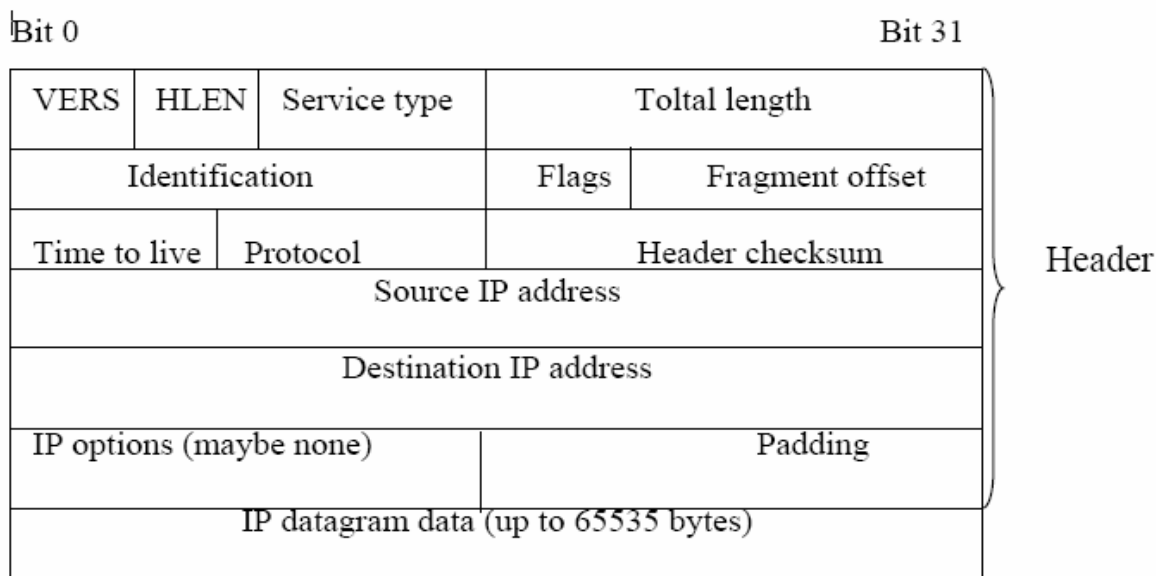 Bit 0 Bit 31
VERS HLEN Service type Toltal length
Identification Flags Fragment offset
Time to live Protocol Header checksum
Header
Source IP address
Destination IP address
IP options (maybe none) Padding
IP datagram data (up to 65535 bytes)